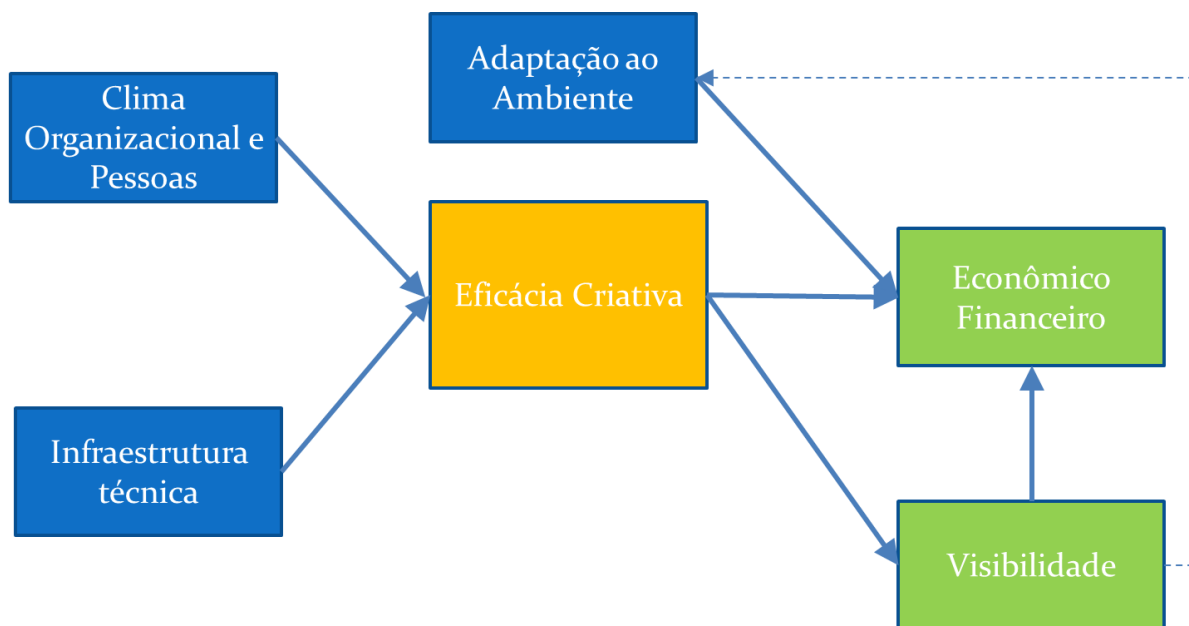 Clima
Organizacional e
Pessoas
Adaptação ao
Ambiente
Eficácia Criativa
Econômico
Financeiro
Infraestrutura
técnica
Visibilidade